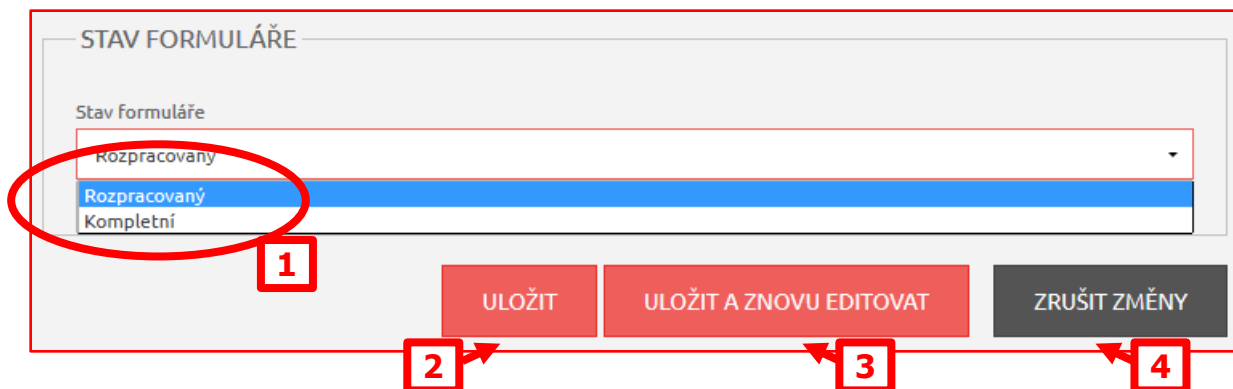 STAV FORMULÁŘE
Stav formuláře
Rozpracovaný
Rozpracovaný
Kompletní
1
ULOŽIT
ULOŽIT A ZNOVU EDITOVAT
ZRUŠIT ZMĚNY
2
3
4